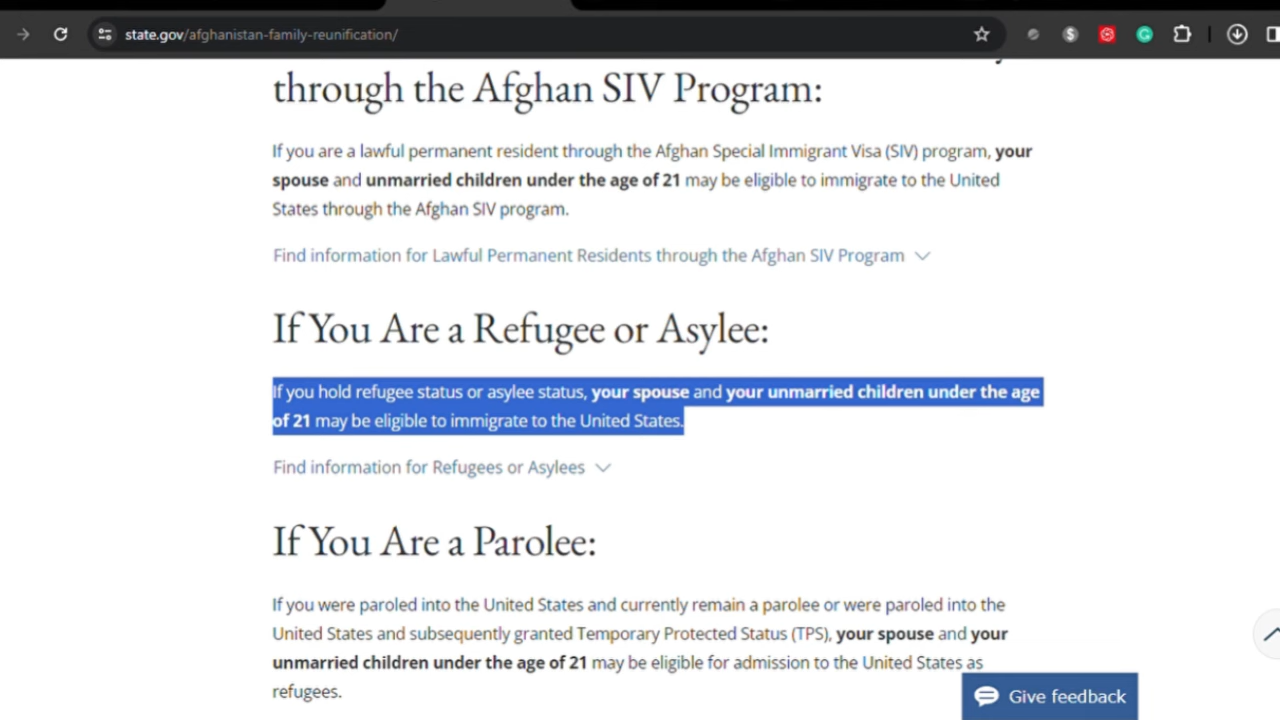 state.gov/afghanistan-family-reunification/
through the Afghan SIV Program:
If you are a lawful permanent resident through the Afghan Special Immigrant Visa (SIV) program, your
spouse and unmarried children under the age of 21 may be eligible to immigrate to the United
States through the Afghan SIV program.
Find information for Lawful Permanent Residents through the Afghan SIV Program
If You Are a Refugee or Asylee:
If you hold refugee status or asylee status, your spouse and your unmarried children under the age
of 21 may be eligible to immigrate to the United States.
Find information for Refugees or Asylees
If You Are a Parolee:
If you were paroled into the United States and currently remain a parolee or were paroled into the
United States and subsequently granted Temporary Protected Status (TPS), your spouse and your
unmarried children under the age of 21 may be eligible for admission to the United States as
refugees.
Give feedback